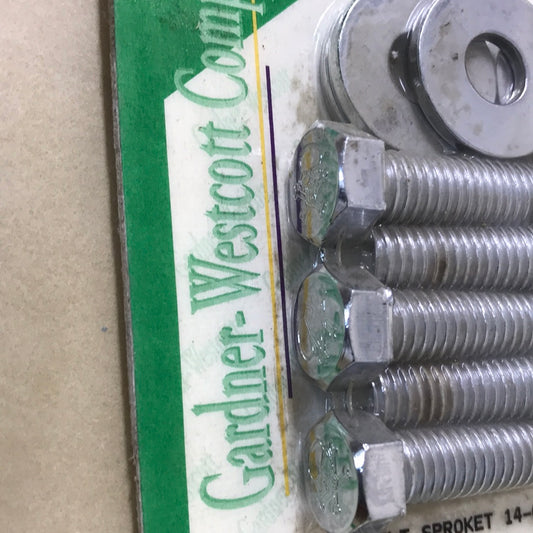 Gardner-Westcott Comp
SPROKET 14-